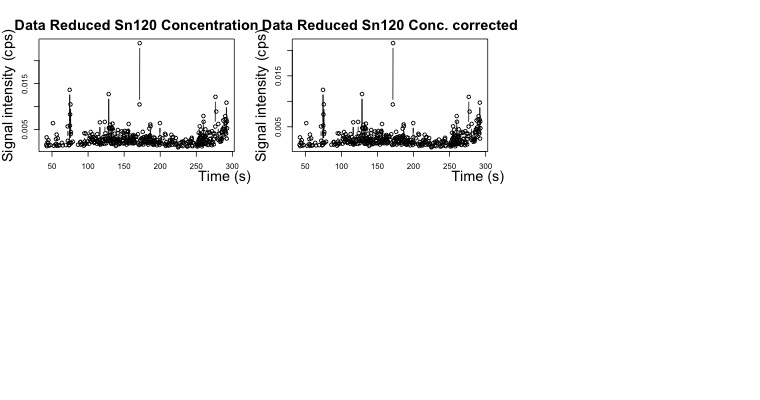 Data Reduced Sn120 Concentration
Signal intensity (cps)
0.015
0.005
50 100 150 200 250 300
Time (s)
Data Reduced Sn120 Conc. corrected
Signal intensity (cps)
0.015
0.005
50 100 150 200 250 300
Time (s)